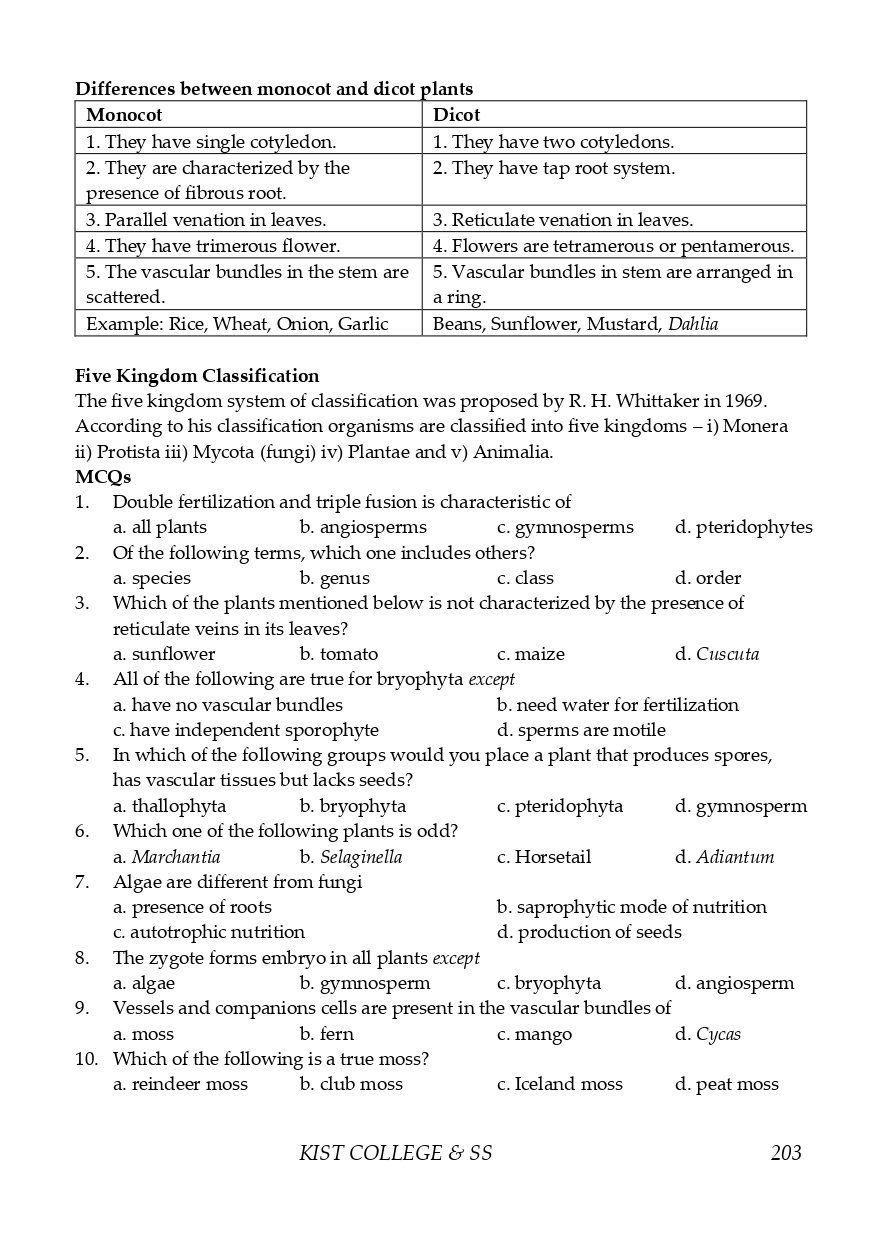 Differences between monocot and dicot plants
Monocot Dicot
1. They have single cotyledon. 1. They have two cotyledons.
2. They are characterized by the 2. They have tap root system.
presence of fibrous root.
3. Parallel venation in leaves. 3. Reticulate venation in leaves.
4. They have trimerous flower. 4. Flowers are tetramerous or pentamerous.
5. The vascular bundles in the stem are 5. Vascular bundles in stem are arranged in
scattered. a ring.
Example: Rice, Wheat, Onion, Garlic Beans, Sunflower, Mustard, Dahlia
Five Kingdom Classification
The five kingdom system of classification was proposed by R. H. Whittaker in 1969.
According to his classification organisms are classified into five kingdoms – i) Monera
ii) Protista iii) Mycota (fungi) iv) Plantae and v) Animalia.
MCQs
1. Double fertilization and triple fusion is characteristic of
a. all plants b. angiosperms c. gymnosperms d. pteridophytes
2. Of the following terms, which one includes others?
a. species b. genus c. class d. order
3. Which of the plants mentioned below is not characterized by the presence of
reticulate veins in its leaves?
a. sunflower b. tomato c. maize d. Cuscuta
4. All of the following are true for bryophyta except
a. have no vascular bundles b. need water for fertilization
c. have independent sporophyte d. sperms are motile
5. In which of the following groups would you place a plant that produces spores,
has vascular tissues but lacks seeds?
a. thallophyta b. bryophyta c. pteridophyta d. gymnosperm
6. Which one of the following plants is odd?
a. Marchantia b. Selaginella c. Horsetail d. Adiantum
7. Algae are different from fungi
a. presence of roots b. saprophytic mode of nutrition
c. autotrophic nutrition d. production of seeds
8. The zygote forms embryo in all plants except
a. algae b. gymnosperm c. bryophyta d. angiosperm
9. Vessels and companions cells are present in the vascular bundles of
a. moss b. fern c. mango d. Cycas
10. Which of the following is a true moss?
a. reindeer moss b. club moss c. Iceland moss d. peat moss
KIST COLLEGE & SS 203